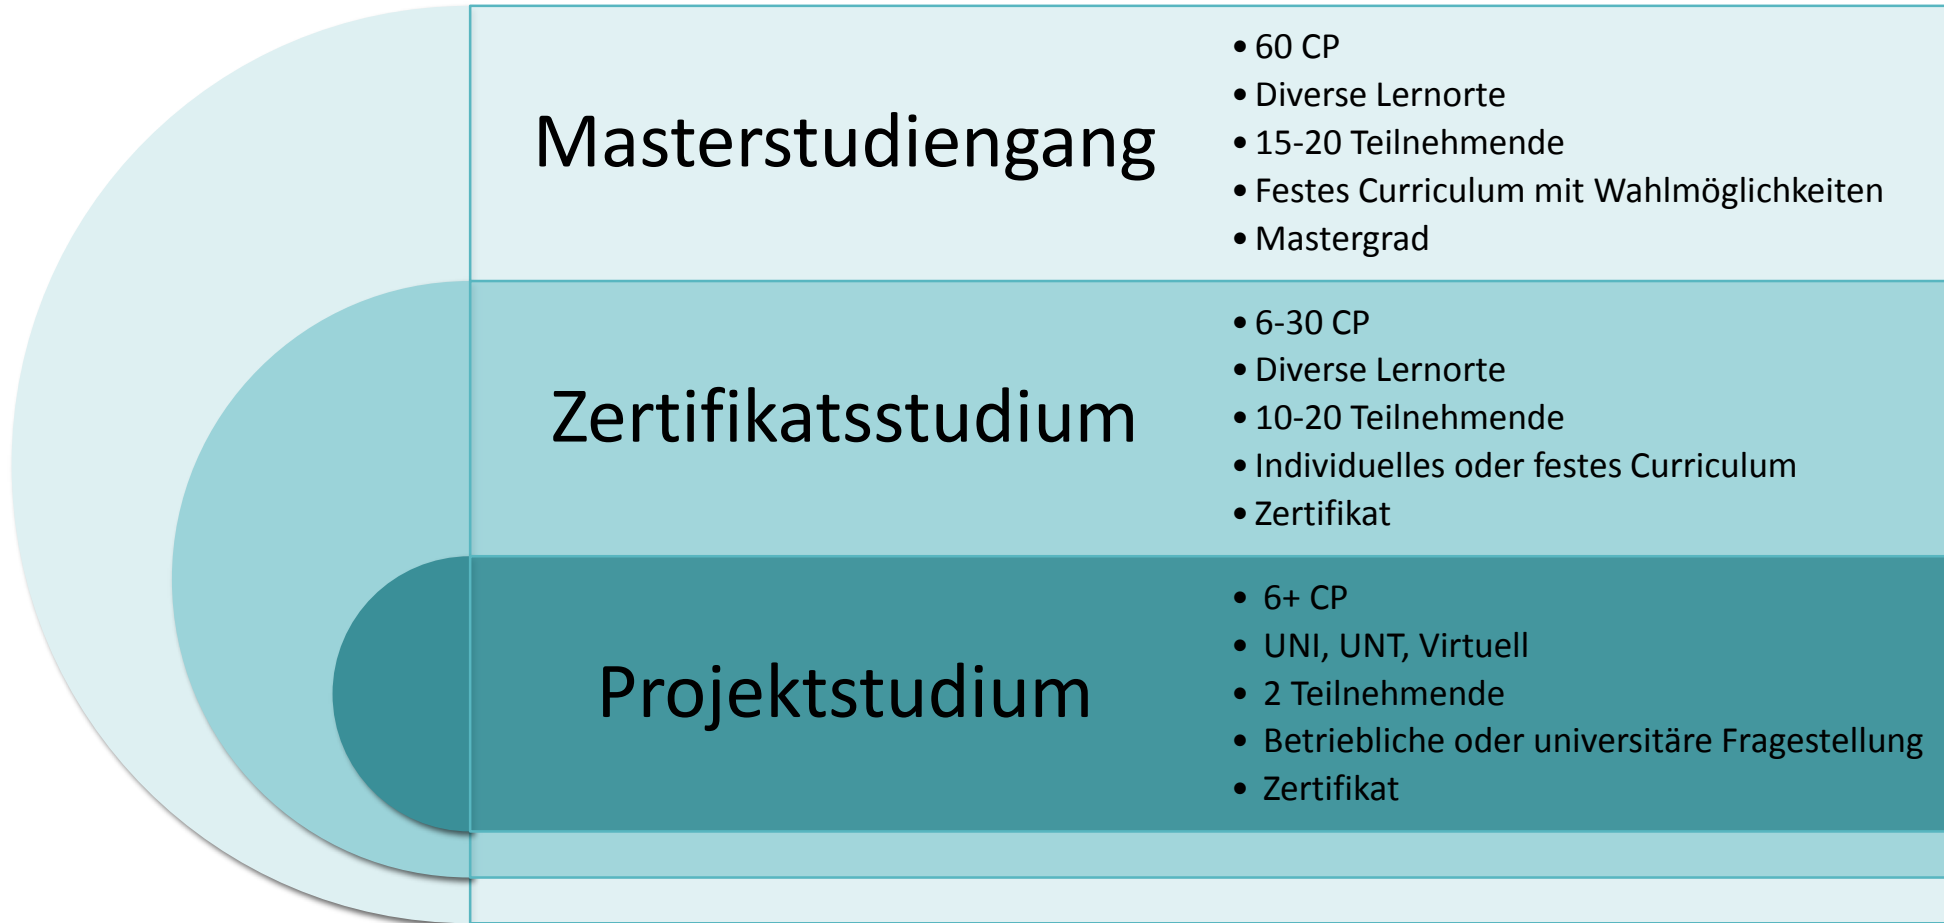 Masterstudiengang
• 60 CP
• Diverse Lernorte
• 15-20 Teilnehmende
• Festes Curriculum mit Wahlmöglichkeiten
• Mastergrad
Zertifikatsstudium
• 6-30 CP
• Diverse Lernorte
• 10-20 Teilnehmende
• Individuelles oder festes Curriculum
• Zertifikat
Projektstudium
• 6+ CP
• UNI, UNT, Virtuell
• 2 Teilnehmende
• Betriebliche oder universitäre Fragestellung
• Zertifikat